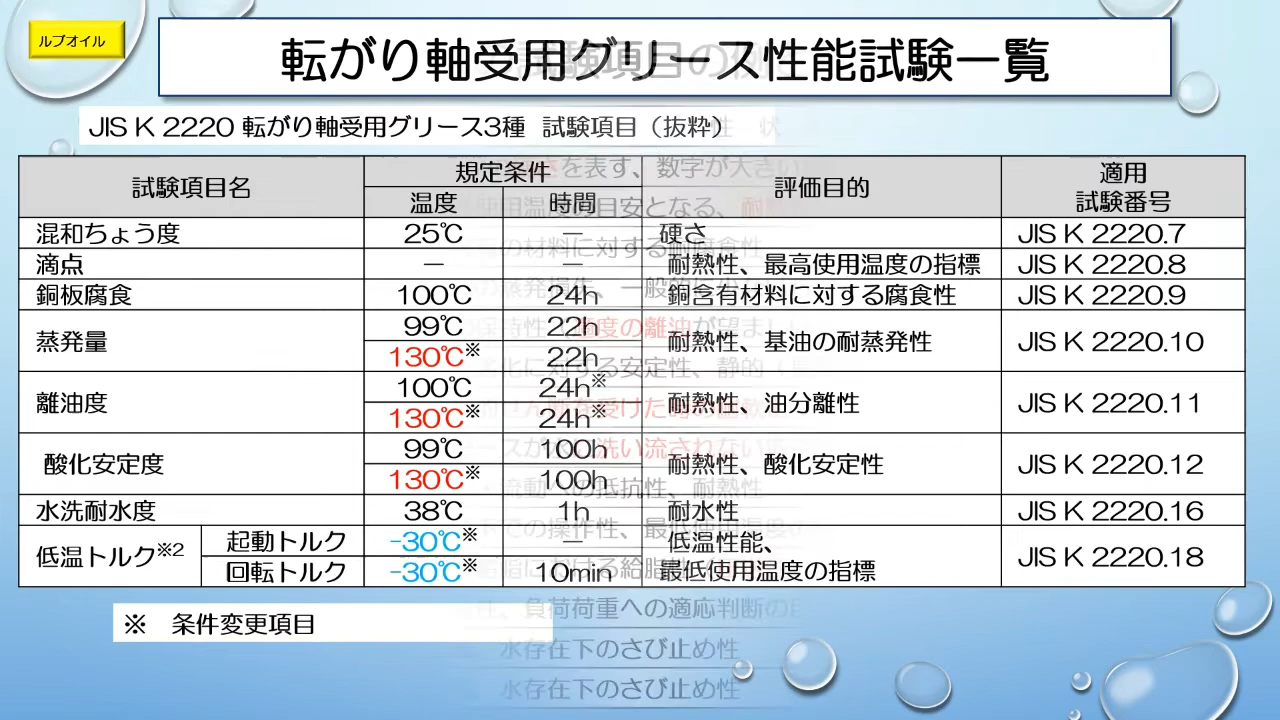 ルブオイル
転がり軸受用グリース性能試験一覧
JIS K 2220 転がり軸受用グリース3種 試験項目（抜粋）
試験項目名 規定条件 評価目的 適用
温度 時間 試験番号
混和ちょう度 25℃ － 硬さ JIS K 2220.7
滴点 － － 耐熱性、最高使用温度の指標 JIS K 2220.8
銅板腐食 100℃ 24h 銅含有材料に対する腐食性 JIS K 2220.9
蒸発量 99℃ 22h 耐熱性、基油の耐蒸発性 JIS K 2220.10
130℃※ 22h
離油度 100℃ 24h※ 耐熱性、油分離性 JIS K 2220.11
130℃※ 24h※
酸化安定度 99℃ 100h 耐熱性、酸化安定性 JIS K 2220.12
130℃※ 100h
水洗耐水度 38℃ 1h 耐水性 JIS K 2220.16
低温トルク※2 起動トルク -30℃※ － 低温性能、 JIS K 2220.18
回転トルク -30℃※ 10min 最低使用温度の指標
負荷荷重への適応判断の
※ 条件変更項目
水存在下のさび止め性
水存在下のさび止め性